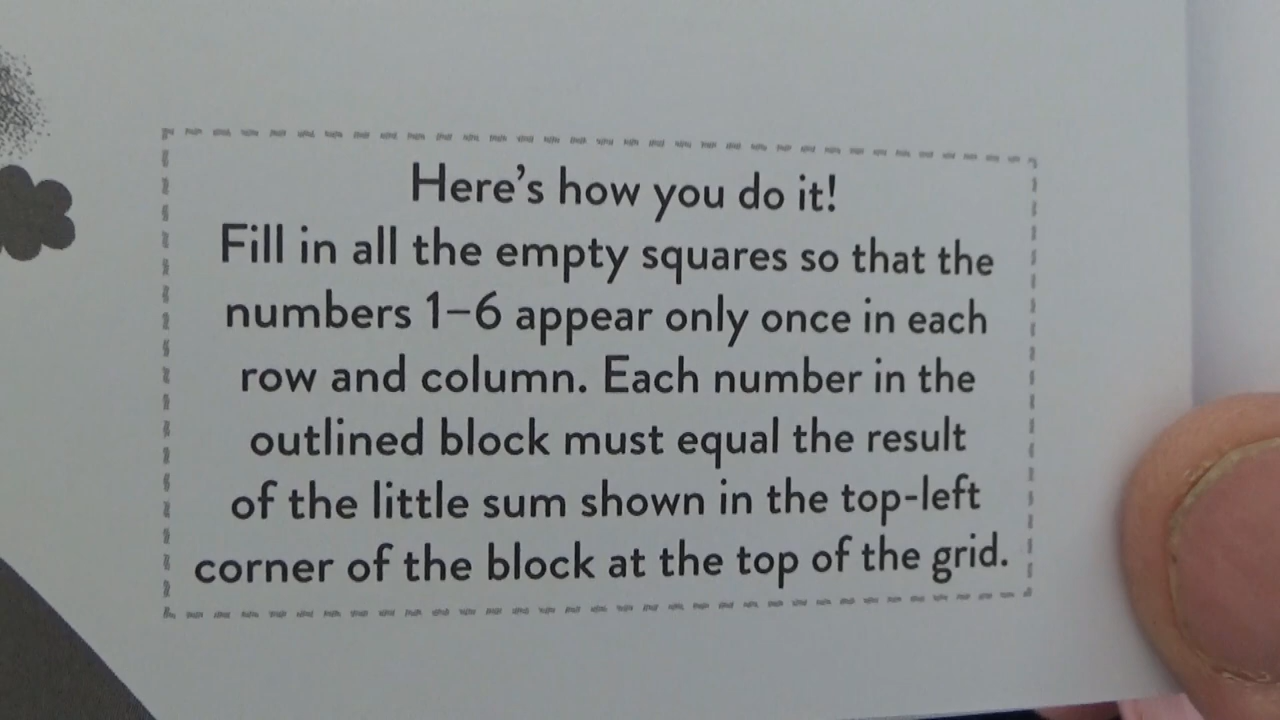 Here’s how you do it!
Fill in all the empty squares so that the
numbers 1–6 appear only once in each
row and column. Each number in the
outlined block must equal the result
of the little sum shown in the top-left
corner of the block at the top of the grid.